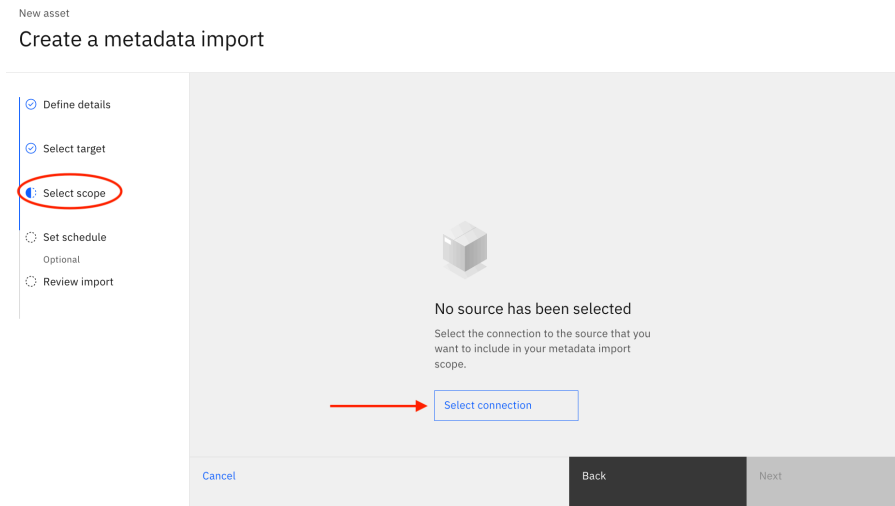 New asset
Create a metadata import
Define details
Select target
Select scope
Set schedule
Optional
Review import
No source has been selected
Select the connection to the source that you
want to include in your metadata import
scope.
Select connection
Cancel
Back
Next